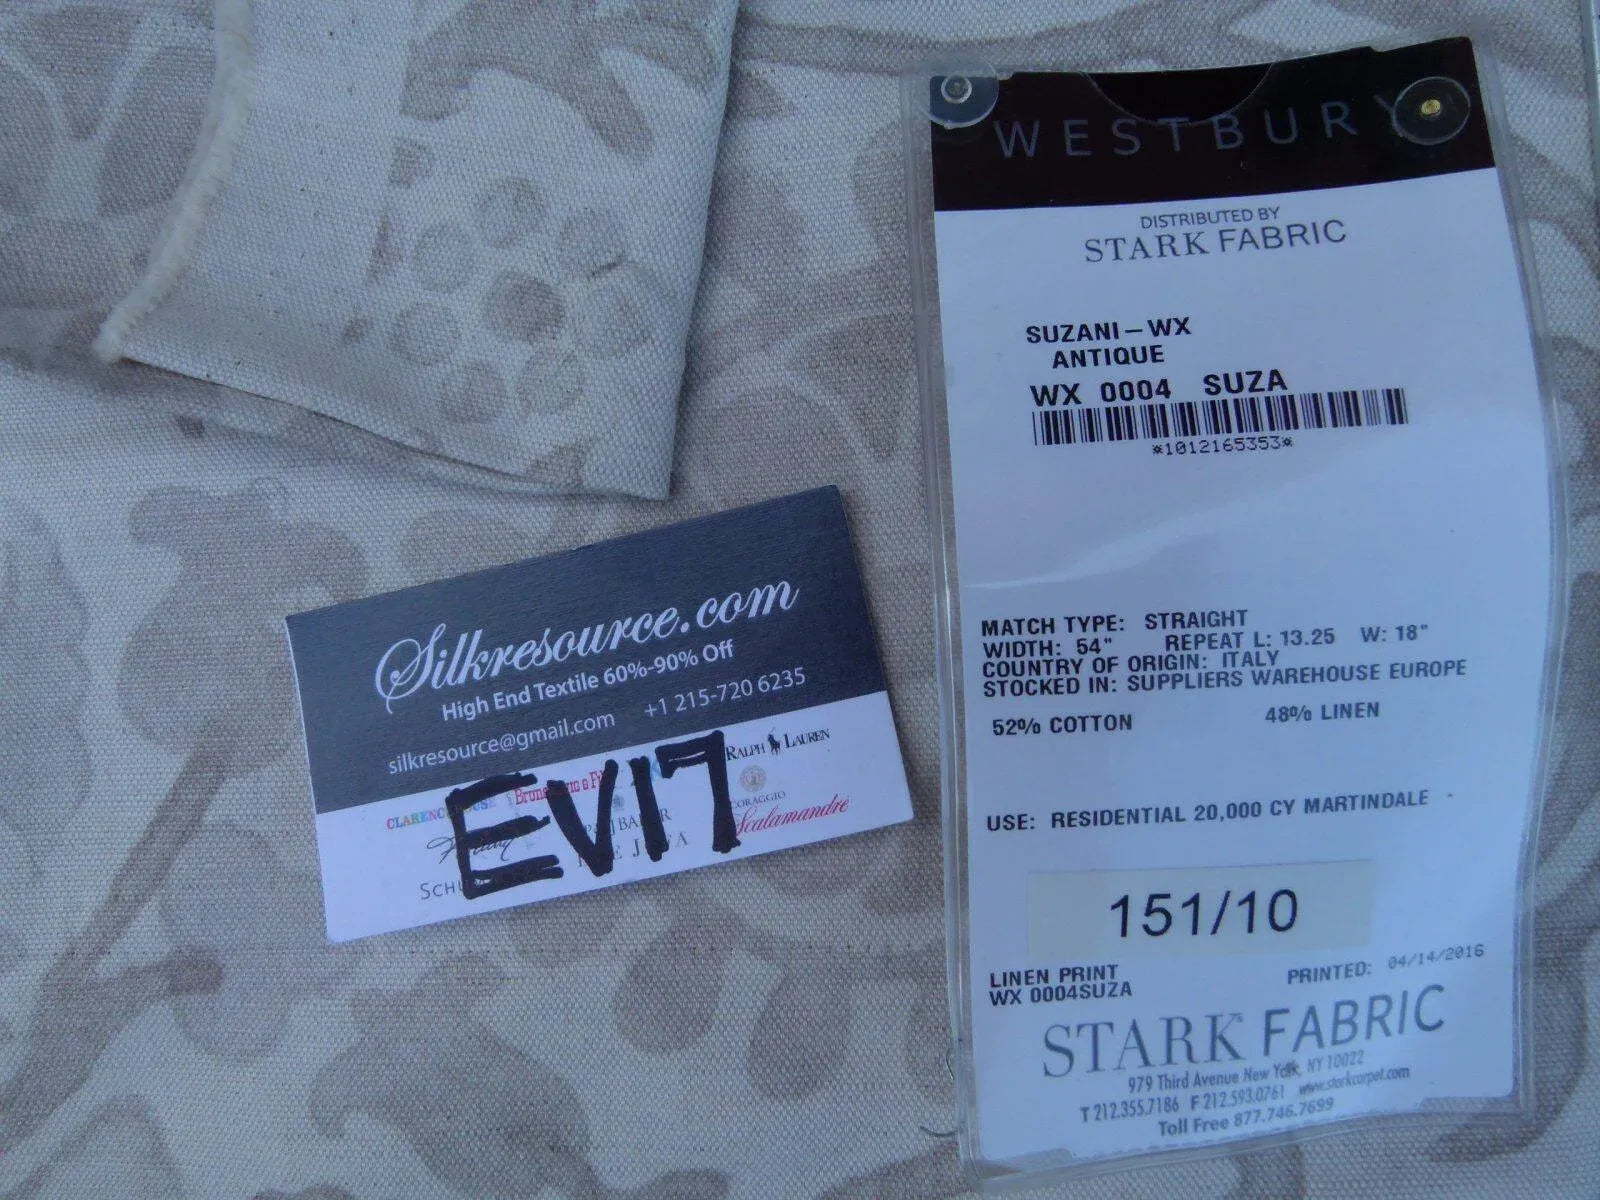 WESTBURY
DISTRIBUTED BY
STARK FABRIC
SUZANI–WX
ANTIQUE
WX 0004 SUZA
*1012165353*
MATCH TYPE: STRAIGHT
WIDTH: 54" REPEAT L: 13.25 W: 18"
COUNTRY OF ORIGIN: ITALY
STOCKED IN: SUPPLIERS WAREHOUSE EUROPE
52% COTTON 48% LINEN
USE: RESIDENTIAL 20,000 CY MARTINDALE
151/10
LINEN PRINT PRINTED: 04/14/2016
WX 0004SUZA
STARK FABRIC
979 Third Avenue New York, NY 10022
T 212.355.7186 F 212.593.0761 www.starkcarpet.com
Toll Free 877.746.7699
Silkresource.com
High End Textile 60%-90% Off
silkresource@gmail.com +1 215-720 6235
RALPH LAUREN
EV17
Scalamandré